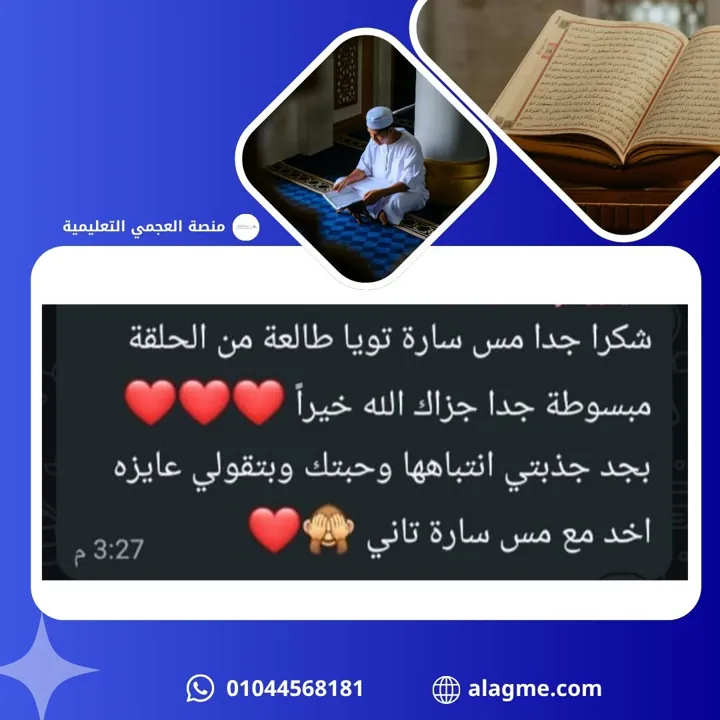 منصة العجمي التعليمية
شكرا جدا مس سارة تويا طالعة من الحلقة
مبسوطة جدا جزاك الله خيراً ❤️❤️❤️
بجد جذبتي انتباهها وحبتك وبتقولي عايزه
اخد مع مس سارة تاني 🙈❤️
3:27 م
01044568181
alagme.com